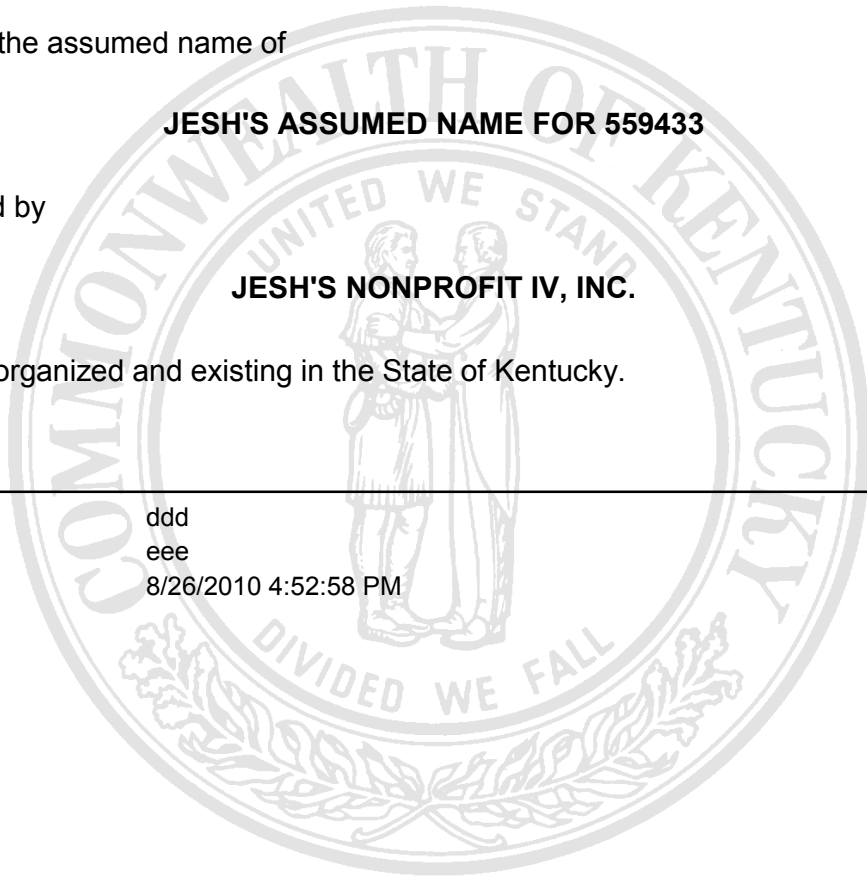 the assumed name of
JESH'S ASSUMED NAME FOR 559433
d by
JESH'S NONPROFIT IV, INC.
organized and existing in the State of Kentucky.
ddd
eee
8/26/2010 4:52:58 PM
COMMONWEALTH OF KENTUCKY
UNITED WE STAND
DIVIDED WE FALL